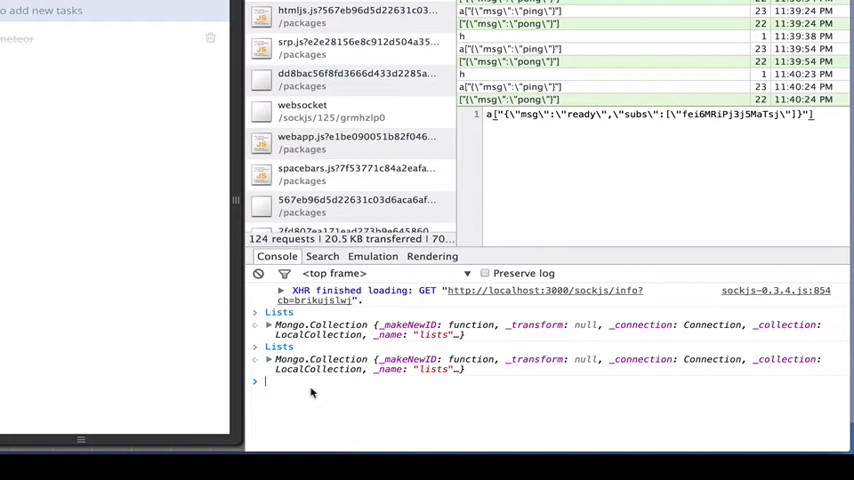 o add new tasks
meteor
htmljs.js?567eb96d5d22631c03...
/packages
srp.js?e2e28156e8c912d504a35...
/packages
dd8bac56f8fd3666d433d2285a...
/packages
websocket
/sockjs/125/grmhzlp0
webapp.js?e1be090051b82f046...
/packages
spacebars.js?7f53771c84a2eafa...
/packages
567eb96d5d22631c03d6aca6af...
/packages
2fd807ea171ead273b9e645860
124 requests | 20.5 KB transferred | 70...
a["{\"msg\":\"ping\"}"] 23 11:39:09 PM
["{\"msg\":\"pong\"}"] 22 11:39:24 PM
h 1 11:39:38 PM
a["{\"msg\":\"ping\"}"] 23 11:39:54 PM
["{\"msg\":\"pong\"}"] 22 11:39:54 PM
h 1 11:40:23 PM
a["{\"msg\":\"ping\"}"] 23 11:40:24 PM
["{\"msg\":\"pong\"}"] 22 11:40:24 PM
1 a["{\"msg\":\"ready\",\"subs\":[\"fei6MRiPj3j5MaTsj\"]}"]
Console Search Emulation Rendering
<top frame> Preserve log
XHR finished loading: GET "http://localhost:3000/sockjs/info? sockjs-0.3.4.js:854
cb=brikujslwj".
Lists
Mongo.Collection {_makeNewID: function, _transform: null, _connection: Connection, _collection:
LocalCollection, _name: "lists"…}
Lists
Mongo.Collection {_makeNewID: function, _transform: null, _connection: Connection, _collection:
LocalCollection, _name: "lists"…}